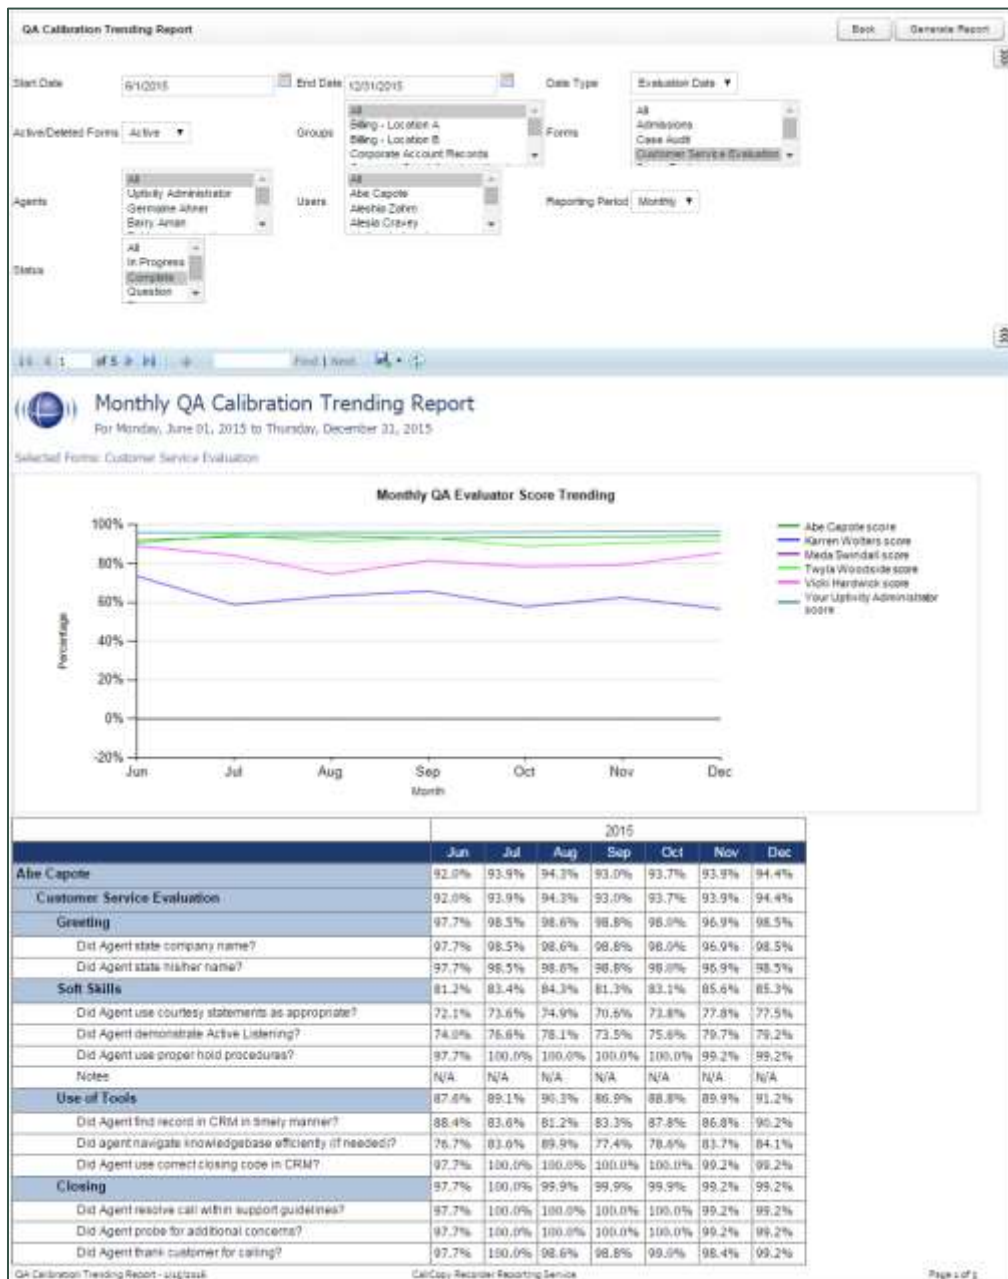 QA Calibration Trending Report
Back
Generate Report
Start Date
6/1/2015
End Date
12/31/2015
Date Type
Evaluation Date
Active/Deleted Forms
Active
Groups
All
Billing - Location A
Billing - Location B
Corporate Account Records
Forms
All
Admissions
Case Audit
Customer Service Evaluation
Agents
All
Uptivity Administrator
Germaine Ahner
Barry Aman
Users
All
Abe Capote
Aleshia Zahm
Alesia Cravey
Reporting Period
Monthly
Status
All
In Progress
Complete
Question
1 of 5
Find | Next
Monthly QA Calibration Trending Report
For Monday, June 01, 2015 to Thursday, December 31, 2015
Selected Forms: Customer Service Evaluation
Monthly QA Evaluator Score Trending
100%
80%
60%
40%
20%
0%
-20%
Percentage
Jun Jul Aug Sep Oct Nov Dec
Month
Abe Capote score
Karren Wolters score
Meda Swindall score
Twyla Woodside score
Vicki Hardwick score
Your Uptivity Administrator
score
2015
Jun Jul Aug Sep Oct Nov Dec
Abe Capote 92.0% 93.9% 94.3% 93.0% 93.7% 93.9% 94.4%
Customer Service Evaluation 92.0% 93.9% 94.3% 93.0% 93.7% 93.9% 94.4%
Greeting 97.7% 98.5% 98.6% 98.8% 98.0% 96.9% 98.5%
Did Agent state company name? 97.7% 98.5% 98.6% 98.8% 98.0% 96.9% 98.5%
Did Agent state his/her name? 97.7% 98.5% 98.6% 98.8% 98.0% 96.9% 98.5%
Soft Skills 81.2% 83.4% 84.3% 81.3% 83.1% 85.6% 85.3%
Did Agent use courtesy statements as appropriate? 72.1% 73.6% 74.9% 70.6% 73.8% 77.8% 77.5%
Did Agent demonstrate Active Listening? 74.0% 76.6% 78.1% 73.5% 75.6% 79.7% 79.2%
Did Agent use proper hold procedures? 97.7% 100.0% 100.0% 100.0% 100.0% 99.2% 99.2%
Notes N/A N/A N/A N/A N/A N/A N/A
Use of Tools 87.6% 89.1% 90.3% 86.9% 88.8% 89.9% 91.2%
Did Agent find record in CRM in timely manner? 88.4% 83.6% 81.2% 83.3% 87.8% 86.8% 90.2%
Did agent navigate knowledgebase efficiently (if needed)? 76.7% 83.6% 89.9% 77.4% 78.6% 83.7% 84.1%
Did Agent use correct closing code in CRM? 97.7% 100.0% 100.0% 100.0% 100.0% 99.2% 99.2%
Closing 97.7% 100.0% 99.9% 99.9% 99.9% 99.2% 99.2%
Did Agent resolve call within support guidelines? 97.7% 100.0% 100.0% 100.0% 100.0% 99.2% 99.2%
Did Agent probe for additional concerns? 97.7% 100.0% 100.0% 100.0% 100.0% 99.2% 99.2%
Did Agent thank customer for calling? 97.7% 100.0% 98.6% 98.8% 99.0% 98.4% 99.2%
QA Calibration Trending Report -
CallCopy Recorder Reporting Service